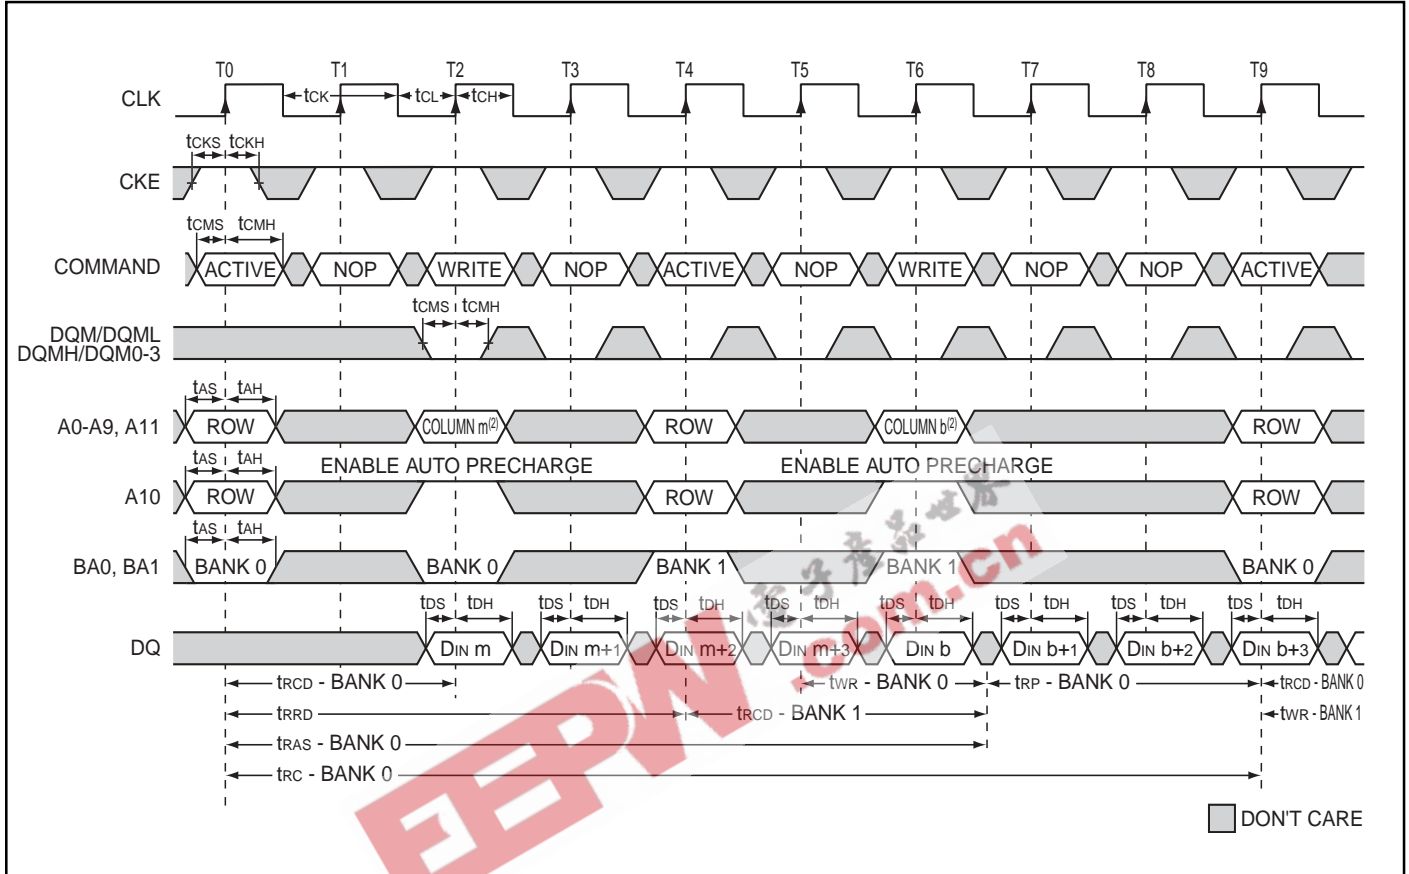 T0 T1 T2 T3 T4 T5 T6 T7 T8 T9
CLK
tCK tCL tCH
tCKS tCKH
CKE
tCMS tCMH
COMMAND ACTIVE NOP WRITE NOP ACTIVE NOP WRITE NOP NOP ACTIVE
tCMS tCMH
DQM/DQML
DQMH/DQM0-3
tAS tAH
A0-A9, A11 ROW COLUMN m(2) ROW COLUMN b(2) ROW
tAS tAH ENABLE AUTO PRECHARGE ENABLE AUTO PRECHARGE
A10 ROW ROW ROW
tAS tAH
BA0, BA1 BANK 0 BANK 0 BANK 1 BANK 1 BANK 0
tDS tDH tDS tDH tDS tDH tDS tDH tDS tDH tDS tDH tDS tDH tDS tDH
DQ DIN m DIN m+1 DIN m+2 DIN m+3 DIN b DIN b+1 DIN b+2 DIN b+3
tRCD - BANK 0 tWR - BANK 0 tRP - BANK 0 tRCD - BANK 0
tRRD tRCD - BANK 1 tWR - BANK 1
tRAS - BANK 0
tRC - BANK 0
DON'T CARE
EEPW
.com.cn
电子產品世界